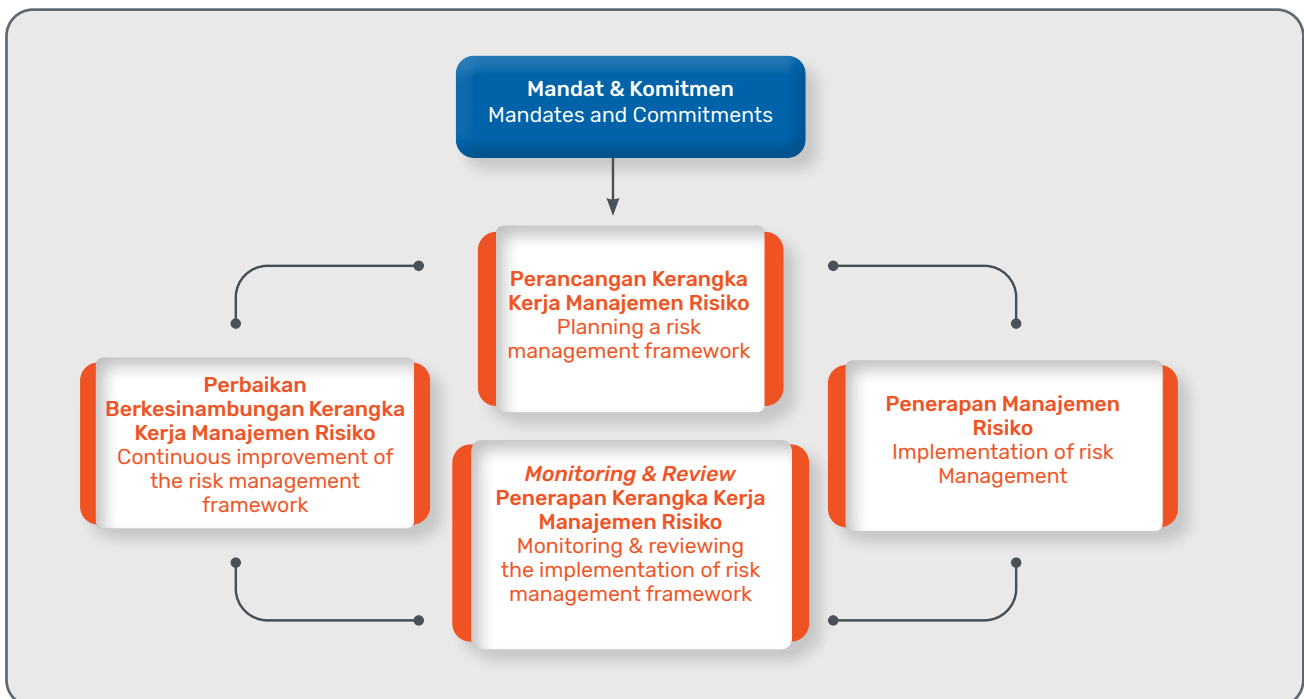 Mandat & Komitmen
Mandates and Commitments
Perancangan Kerangka
Kerja Manajemen Risiko
Planning a risk
management framework
Perbaikan
Berkesinambungan Kerangka
Kerja Manajemen Risiko
Continuous improvement of
the risk management
framework
Penerapan Manajemen
Risiko
Implementation of risk
Management
Monitoring & Review
Penerapan Kerangka Kerja
Manajemen Risiko
Monitoring & reviewing
the implementation of risk
management framework